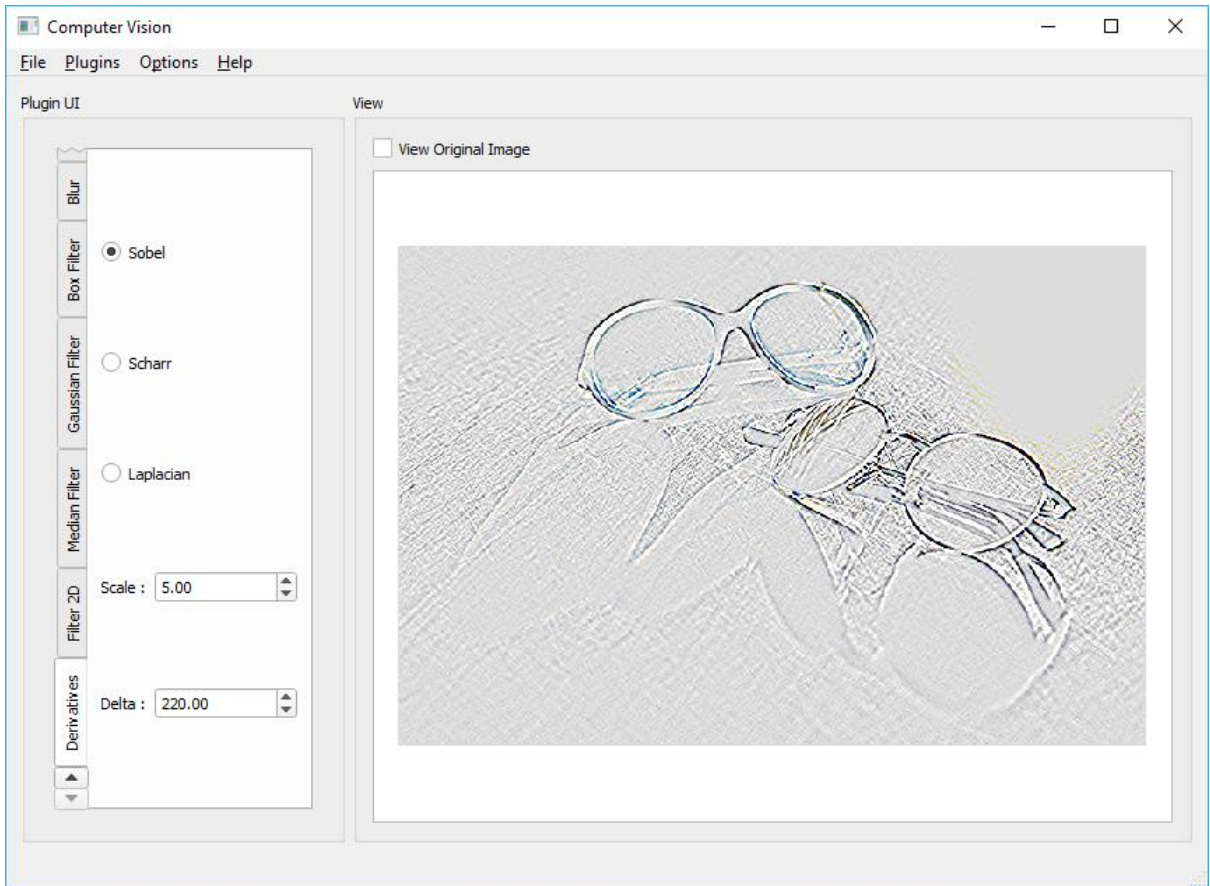 Computer Vision
File Plugins Options Help
Plugin UI
View
View Original Image
Blur
Box Filter
Gaussian Filter
Median Filter
Filter 2D
Derivatives
Sobel
Scharr
Laplacian
Scale : 5.00
Delta : 220.00